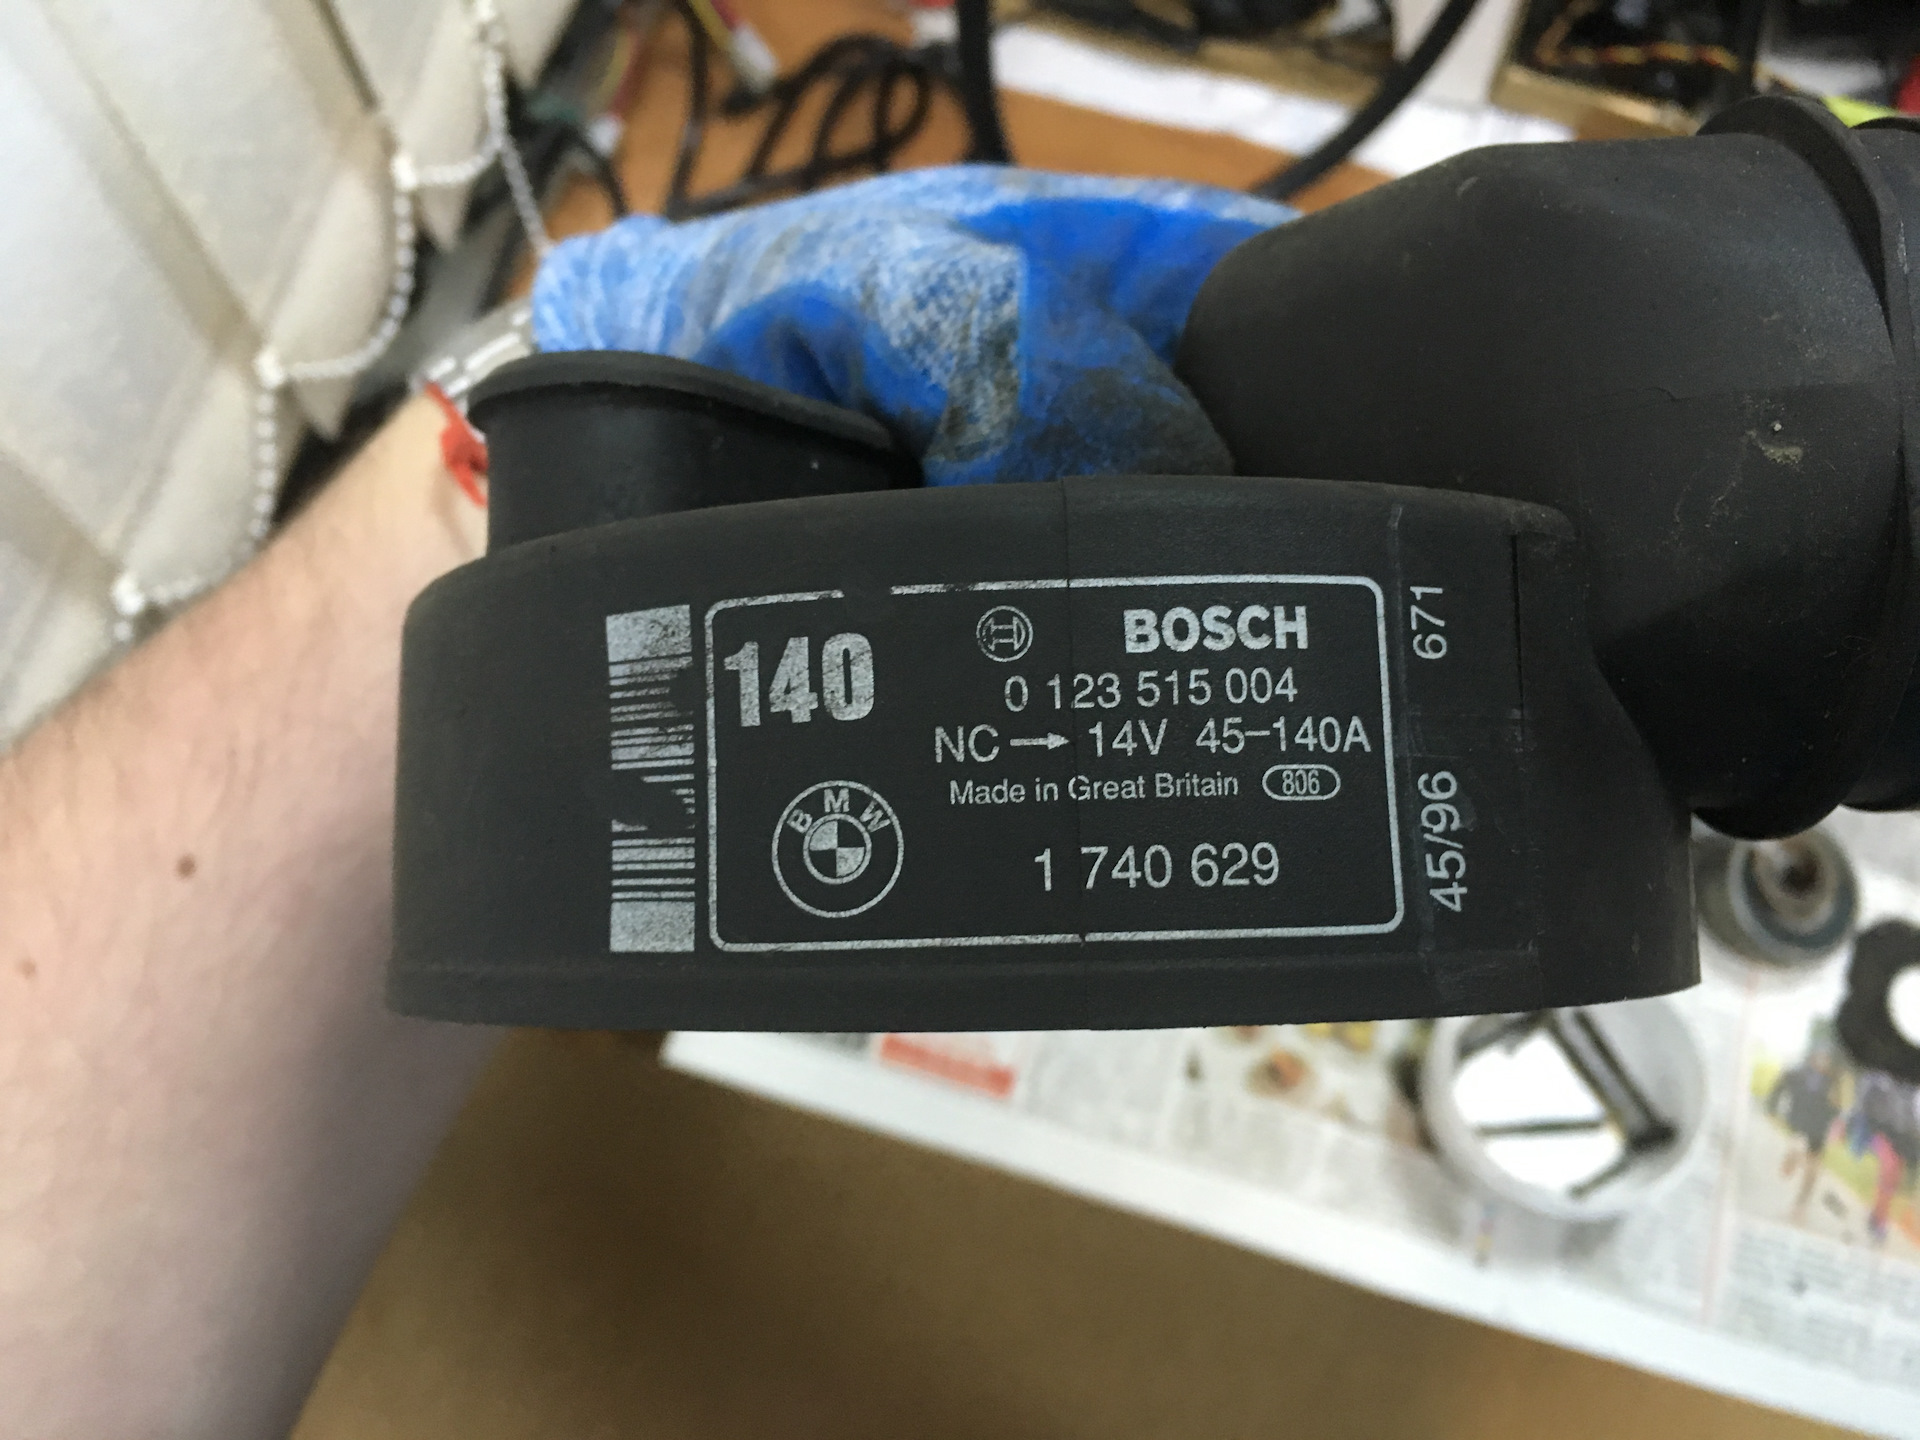 140
BOSCH
0 123 515 004
NC → 14V 45–140A
Made in Great Britain 806
BMW
1 740 629
671
45/96